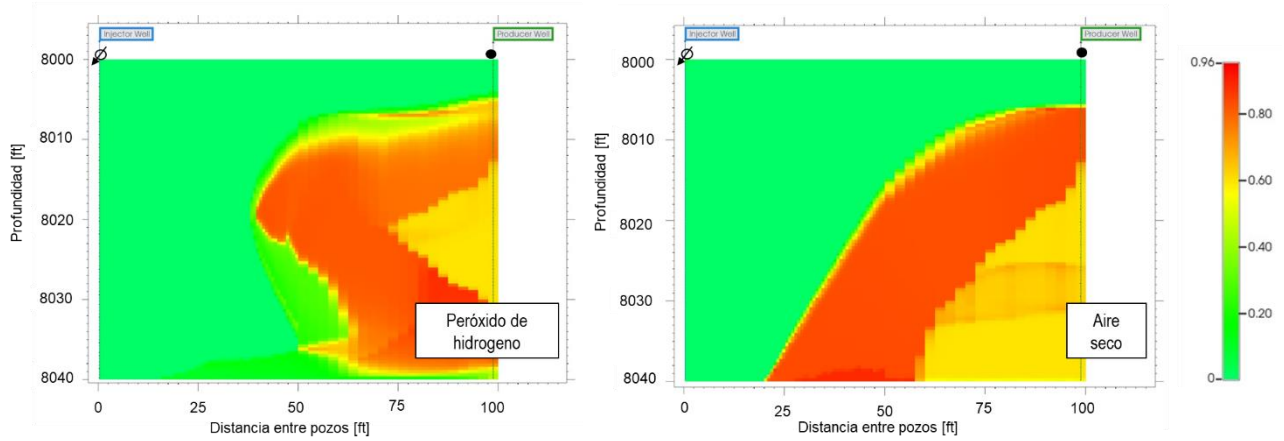 Injector Well
Producer Well
8000
8010
8020
8030
8040
Profundidad [ft]
0
25
50
75
100
Distancia entre pozos [ft]
Peróxido de
hidrogeno
Injector Well
Producer Well
8000
8010
8020
8030
8040
Profundidad [ft]
0
25
50
75
100
Distancia entre pozos [ft]
Aire
seco
0.96
0.80
0.60
0.40
0.20
0